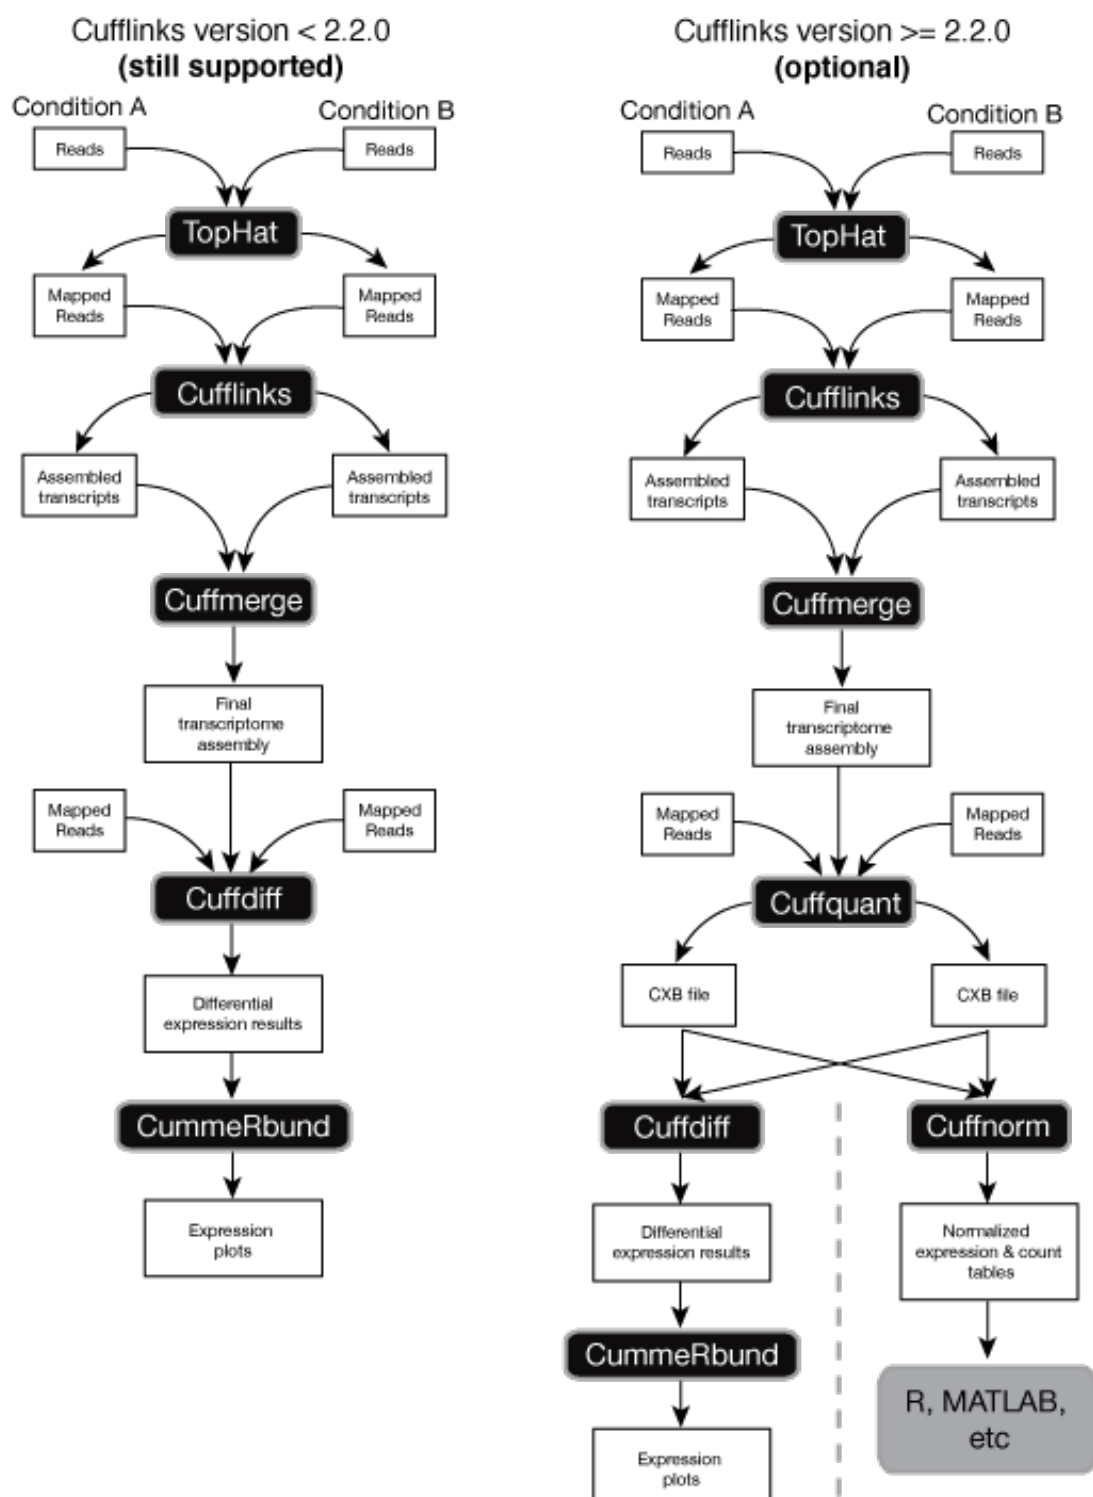 Cufflinks version < 2.2.0
(still supported)
Condition A
Condition B
Reads
Reads
TopHat
Mapped
Reads
Mapped
Reads
Cufflinks
Assembled
transcripts
Assembled
transcripts
Cuffmerge
Final
transcriptome
assembly
Mapped
Reads
Mapped
Reads
Cuffdiff
Differential
expression results
CummeRbund
Expression
plots
Cufflinks version >= 2.2.0
(optional)
Condition A
Condition B
Reads
Reads
TopHat
Mapped
Reads
Mapped
Reads
Cufflinks
Assembled
transcripts
Assembled
transcripts
Cuffmerge
Final
transcriptome
assembly
Mapped
Reads
Mapped
Reads
Cuffquant
CXB file
CXB file
Cuffdiff
Differential
expression results
CummeRbund
Expression
plots
Cuffnorm
Normalized
expression & count
tables
R, MATLAB,
etc